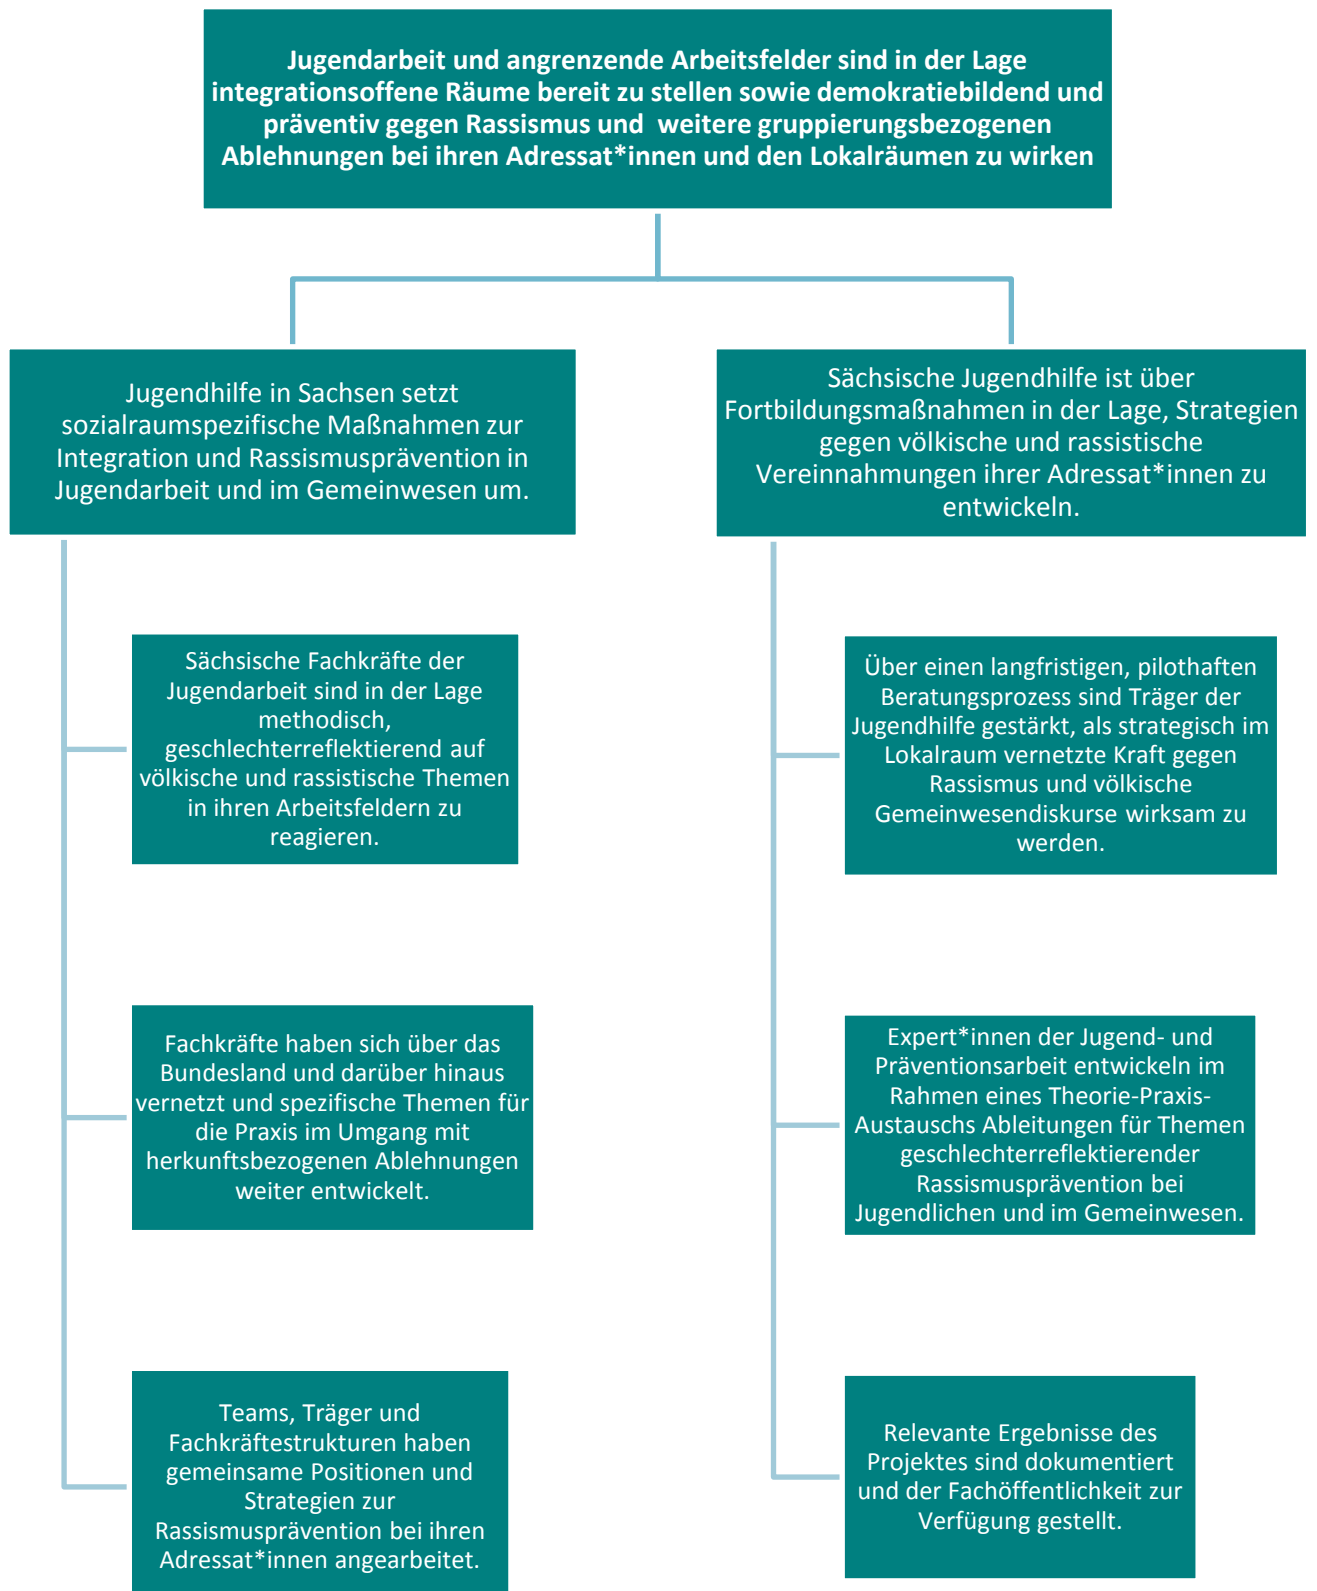 Jugendarbeit und angrenzende Arbeitsfelder sind in der Lage
integrationsoffene Räume bereit zu stellen sowie demokratiebildend und
präventiv gegen Rassismus und  weitere gruppierungsbezogenen
Ablehnungen bei ihren Adressat*innen und den Lokalräumen zu wirken
Jugendhilfe in Sachsen setzt
sozialraumspezifische Maßnahmen zur
Integration und Rassismusprävention in
Jugendarbeit und im Gemeinwesen um.
Sächsische Fachkräfte der
Jugendarbeit sind in der Lage
methodisch,
geschlechterreflektierend auf
völkische und rassistische Themen
in ihren Arbeitsfeldern zu
reagieren.
Fachkräfte haben sich über das
Bundesland und darüber hinaus
vernetzt und spezifische Themen für
die Praxis im Umgang mit
herkunftsbezogenen Ablehnungen
weiter entwickelt.
Teams, Träger und
Fachkräftestrukturen haben
gemeinsame Positionen und
Strategien zur
Rassismusprävention bei ihren
Adressat*innen angearbeitet.
Sächsische Jugendhilfe ist über
Fortbildungsmaßnahmen in der Lage, Strategien
gegen völkische und rassistische
Vereinnahmungen ihrer Adressat*innen zu
entwickeln.
Über einen langfristigen, pilothaften
Beratungsprozess sind Träger der
Jugendhilfe gestärkt, als strategisch im
Lokalraum vernetzte Kraft gegen
Rassismus und völkische
Gemeinwesendiskurse wirksam zu
werden.
Expert*innen der Jugend- und
Präventionsarbeit entwickeln im
Rahmen eines Theorie-Praxis-
Austauschs Ableitungen für Themen
geschlechterreflektierender
Rassismusprävention bei
Jugendlichen und im Gemeinwesen.
Relevante Ergebnisse des
Projektes sind dokumentiert
und der Fachöffentlichkeit zur
Verfügung gestellt.